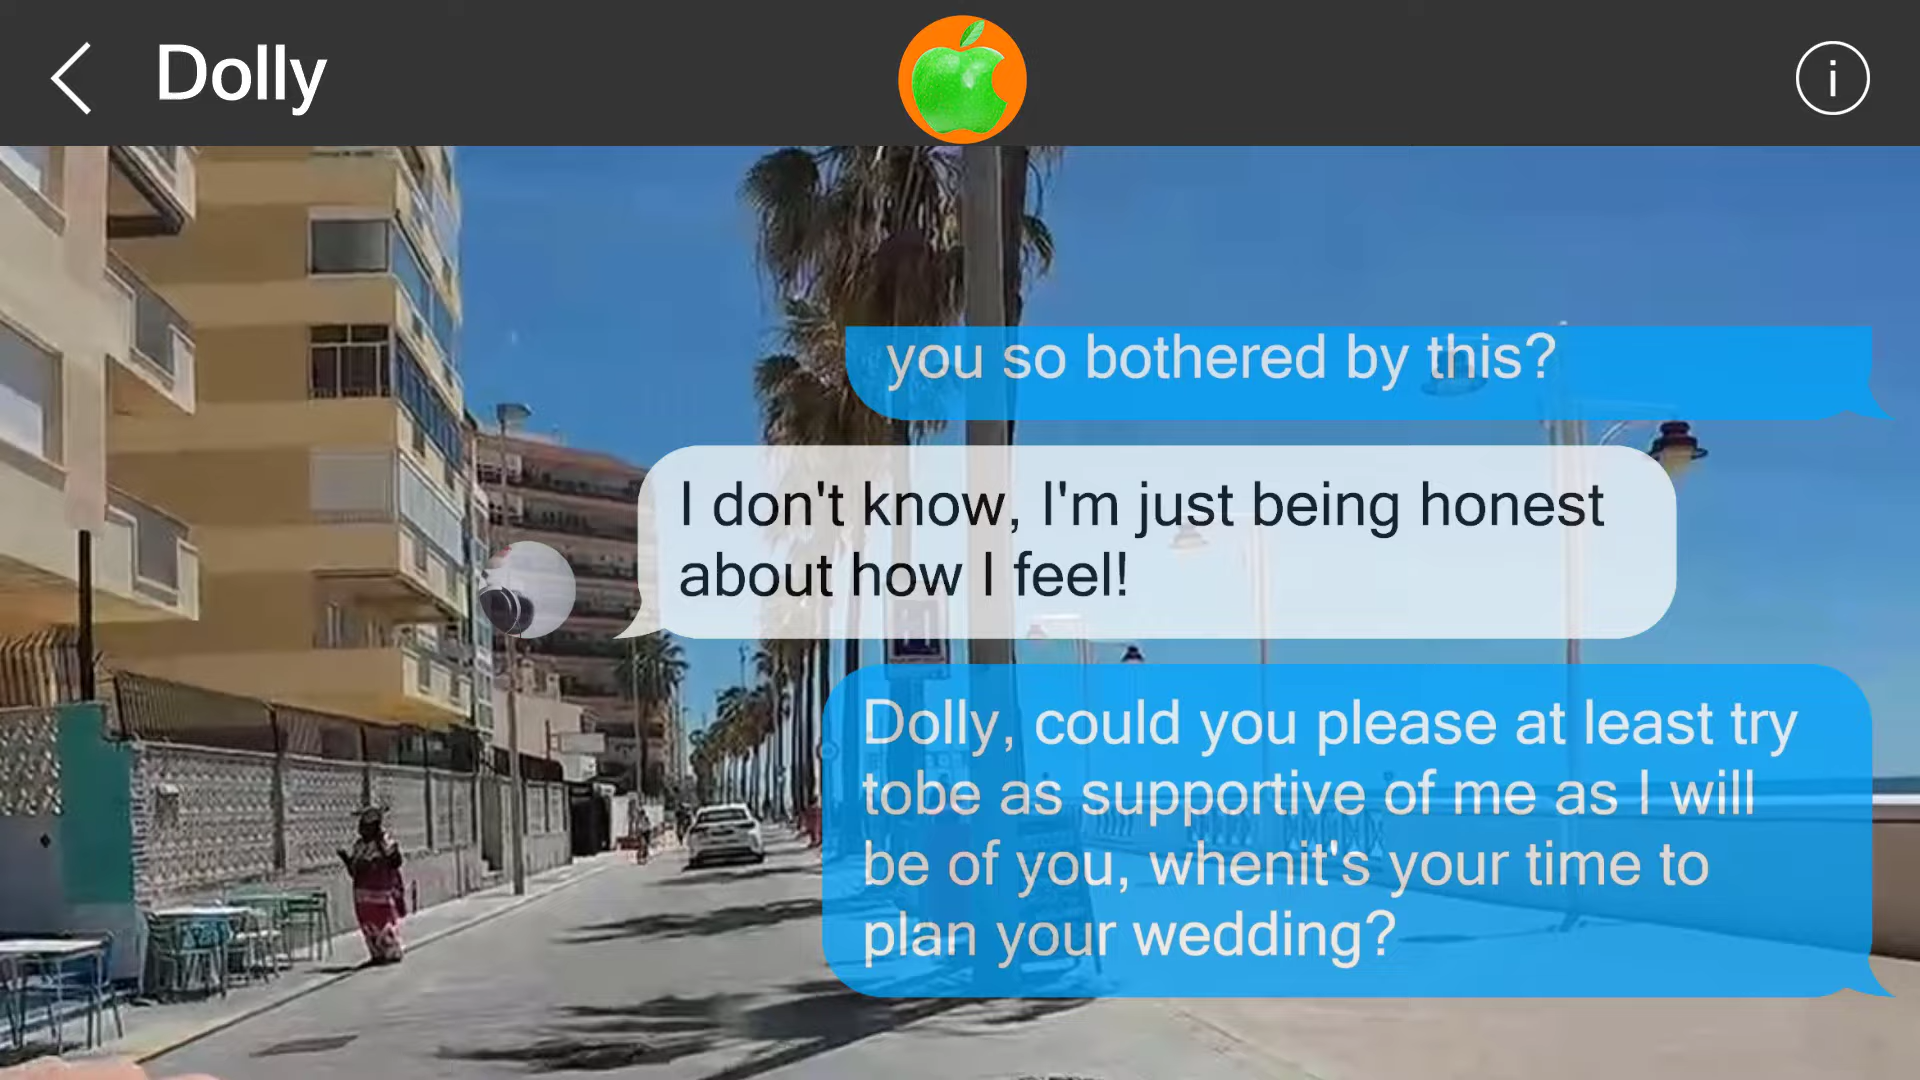 Dolly
i
you so bothered by this?
I don't know, I'm just being honest
about how I feel!
Dolly, could you please at least try
tobe as supportive of me as I will
be of you, whenit's your time to
plan your wedding?